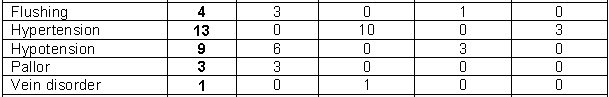 Flushing 4 3 0 1 0
Hypertension 13 0 10 0 3
Hypotension 9 6 0 3 0
Pallor 3 3 0 0 0
Vein disorder 1 0 1 0 0